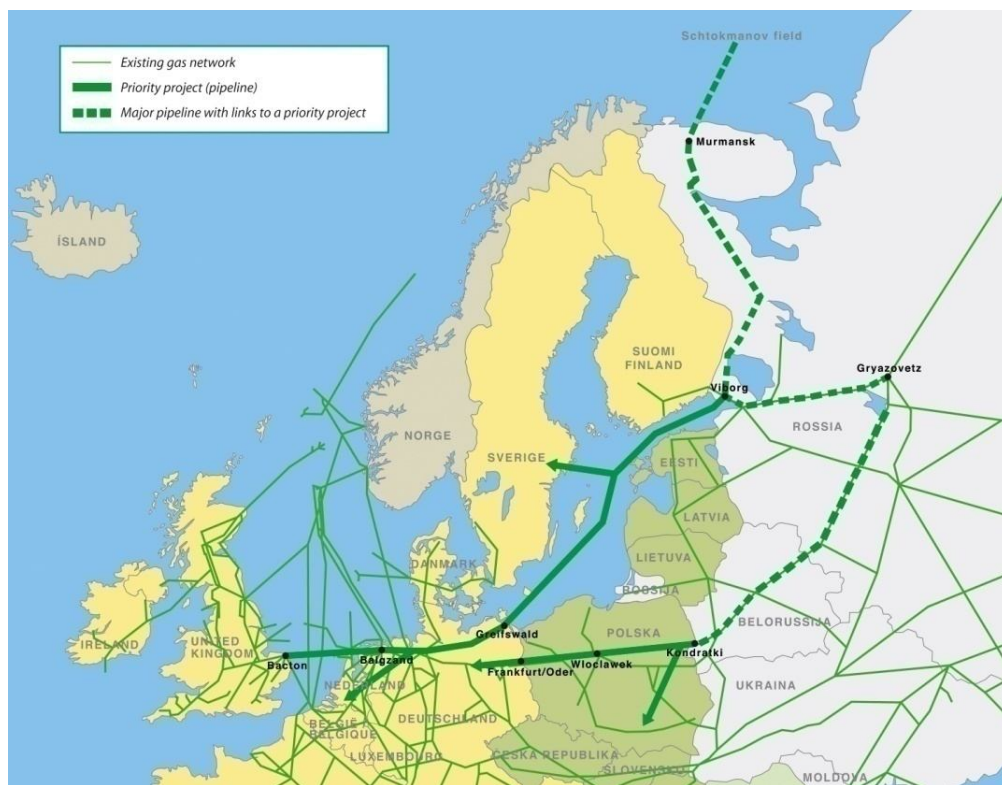 Schtokmanov field
Existing gas network
Priority project (pipeline)
Major pipeline with links to a priority project
Murmansk
ÍSLAND
SUOMI
FINLAND
Gryazovetz
Viborg
ROSSIA
NORGE
SVERIGE
EESTI
LATVIA
DANMARK
LIETUVA
ROSSIJA
IRELAND
UNITED
KINGDOM
Greifswald
POLSKA
BELORUSSIJA
Bacton
Balgzand
Frankfurt/Oder
Wloclawek
Kondratki
NEDERLAND
UKRAINA
DEUTSCHLAND
BELGIË //
BELGIQUE
LUXEMBOURG
ČESKA REPUBLIKA
SLOVENSKO
MOLDOVA